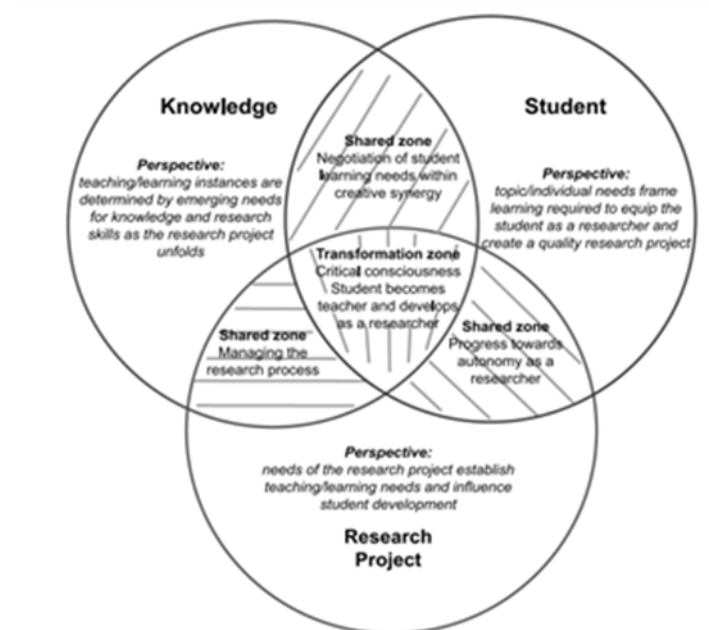 Knowledge
Perspective:
teaching/learning instances are
determined by emerging needs
for knowledge and research
skills as the research project
unfolds
Student
Perspective:
topic/individual needs frame
learning required to equip the
student as a researcher and
create a quality research project
Shared zone
Negotiation of student
learning needs within
creative synergy
Transformation zone
Critical consciousness
Student becomes
teacher and develops
as a researcher
Shared zone
Managing the
research process
Shared zone
Progress towards
autonomy as a
researcher
Perspective:
needs of the research project establish
teaching/learning needs and influence
student development
Research
Project